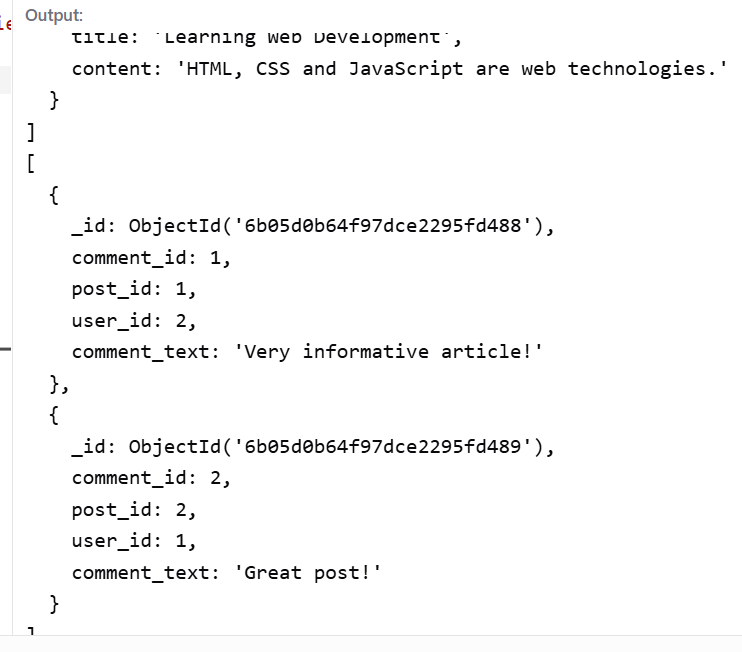 Output:
title: 'Learning Web Development',
content: 'HTML, CSS and JavaScript are web technologies.'
}
]
[
{
_id: ObjectId('6b05d0b64f97dce2295fd488'),
comment_id: 1,
post_id: 1,
user_id: 2,
comment_text: 'Very informative article!'
},
{
_id: ObjectId('6b05d0b64f97dce2295fd489'),
comment_id: 2,
post_id: 2,
user_id: 1,
comment_text: 'Great post!'
}
]